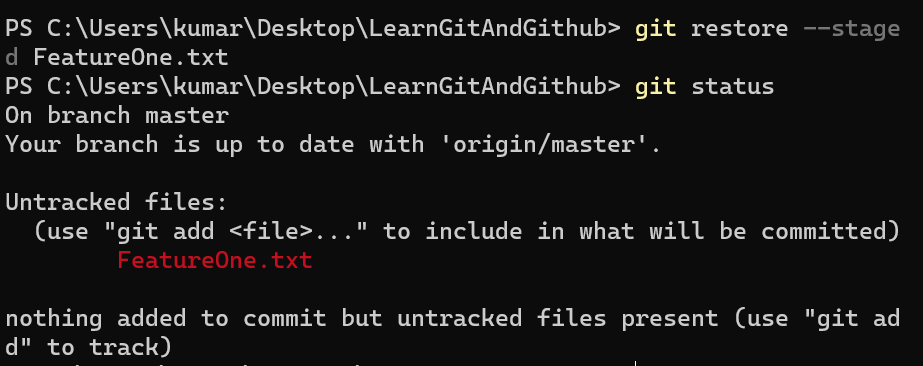 PS C:\Users\kumar\Desktop\LearnGitAndGithub> git restore --stage
d FeatureOne.txt
PS C:\Users\kumar\Desktop\LearnGitAndGithub> git status
On branch master
Your branch is up to date with 'origin/master'.
Untracked files:
(use "git add <file>..." to include in what will be committed)
FeatureOne.txt
nothing added to commit but untracked files present (use "git ad
d" to track)